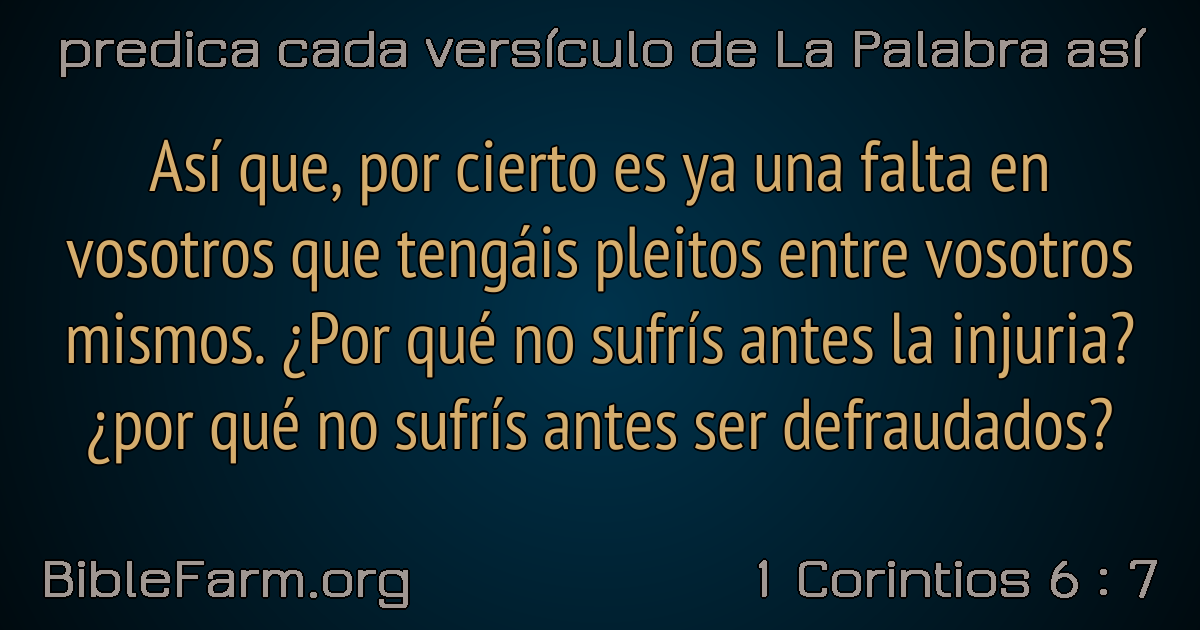 predica cada versículo de La Palabra así
Así que, por cierto es ya una falta en
vosotros que tengáis pleitos entre vosotros
mismos. ¿Por qué no sufrís antes la injuria?
¿por qué no sufrís antes ser defraudados?
BibleFarm.org
1 Corintios 6 : 7